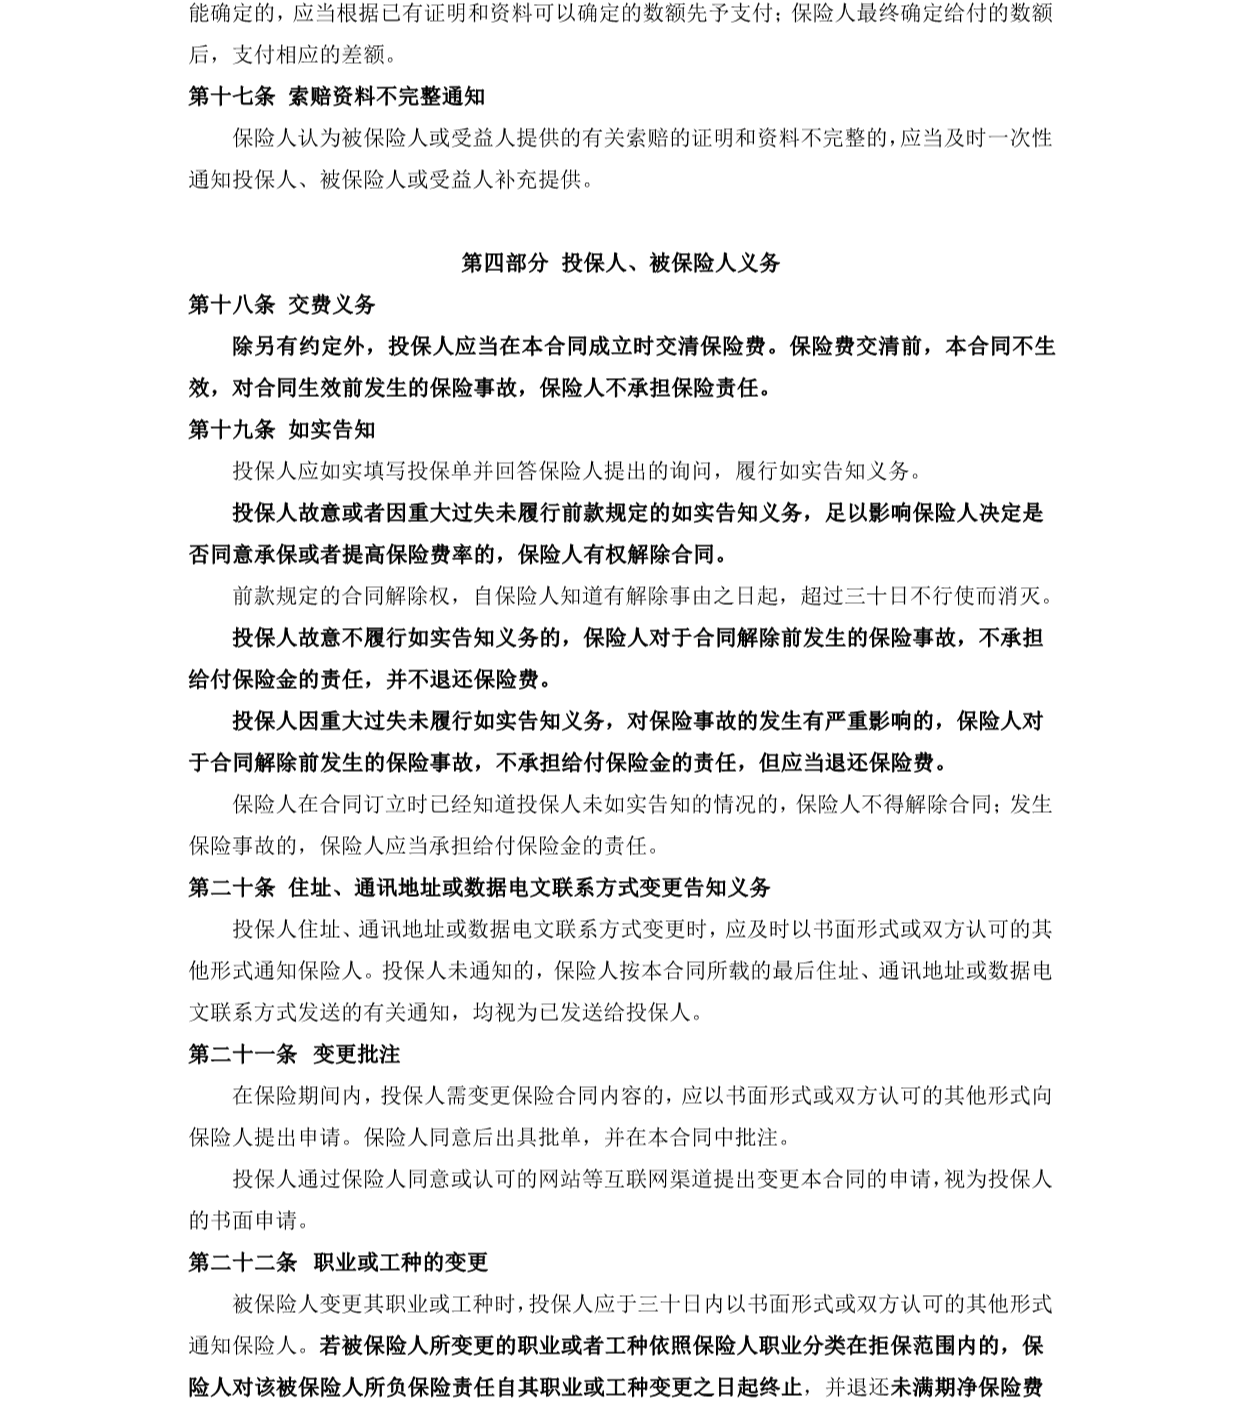 能确定的，应当根据已有证明和资料可以确定的数额先予支付；保险人最终确定给付的数额
后，支付相应的差额。
第十七条 索赔资料不完整通知
保险人认为被保险人或受益人提供的有关索赔的证明和资料不完整的，应当及时一次性
通知投保人、被保险人或受益人补充提供。
第四部分 投保人、被保险人义务
第十八条 交费义务
除另有约定外，投保人应当在本合同成立时交清保险费。保险费交清前，本合同不生
效，对合同生效前发生的保险事故，保险人不承担保险责任。
第十九条 如实告知
投保人应如实填写投保单并回答保险人提出的询问，履行如实告知义务。
投保人故意或者因重大过失未履行前款规定的如实告知义务，足以影响保险人决定是
否同意承保或者提高保险费率的，保险人有权解除合同。
前款规定的合同解除权，自保险人知道有解除事由之日起，超过三十日不行使而消灭。
投保人故意不履行如实告知义务的，保险人对于合同解除前发生的保险事故，不承担
给付保险金的责任，并不退还保险费。
投保人因重大过失未履行如实告知义务，对保险事故的发生有严重影响的，保险人对
于合同解除前发生的保险事故，不承担给付保险金的责任，但应当退还保险费。
保险人在合同订立时已经知道投保人未如实告知的情况的，保险人不得解除合同；发生
保险事故的，保险人应当承担给付保险金的责任。
第二十条 住址、通讯地址或数据电文联系方式变更告知义务
投保人住址、通讯地址或数据电文联系方式变更时，应及时以书面形式或双方认可的其
他形式通知保险人。投保人未通知的，保险人按本合同所载的最后住址、通讯地址或数据电
文联系方式发送的有关通知，均视为已发送给投保人。
第二十一条 变更批注
在保险期间内，投保人需变更保险合同内容的，应以书面形式或双方认可的其他形式向
保险人提出申请。保险人同意后出具批单，并在本合同中批注。
投保人通过保险人同意或认可的网站等互联网渠道提出变更本合同的申请，视为投保人
的书面申请。
第二十二条 职业或工种的变更
被保险人变更其职业或工种时，投保人应于三十日内以书面形式或双方认可的其他形式
通知保险人。若被保险人所变更的职业或者工种依照保险人职业分类在拒保范围内的，保
险人对该被保险人所负保险责任自其职业或工种变更之日起终止，并退还未满期净保险费